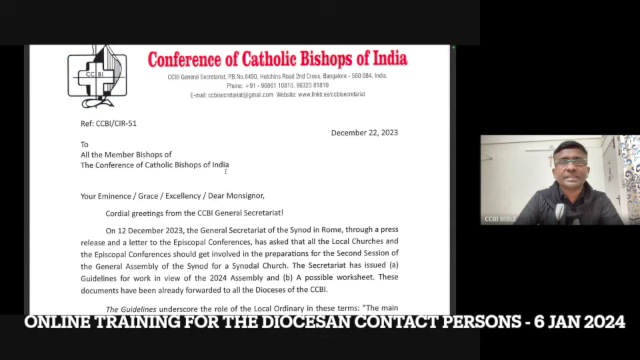 CCBI
Conference of Catholic Bishops of India
CCBI General Secretariat, P.B.No.8490, Hutchins Road 2nd Cross, Bangalore - 560 084, India.
Phone: +91 - 96861 10810, 96323 81810
E-mail: ccbisecretariat@gmail.com Website: www.linktr.ee/ccbisecretariat
Ref: CCBI/CIR-51
December 22, 2023
To
All the Member Bishops of
The Conference of Catholic Bishops of India
Your Eminence / Grace / Excellency / Dear Monsignor,
Cordial greetings from the CCBI General Secretariat!
On 12 December 2023, the General Secretariat of the Synod in Rome, through a press
release and a letter to the Episcopal Conferences, has asked that all the Local Churches and
the Episcopal Conferences should get involved in the preparations for the Second Session of
the General Assembly of the Synod for a Synodal Church. The Secretariat has issued (a)
Guidelines for work in view of the 2024 Assembly and (b) A possible worksheet. These
documents have been already forwarded to all the Dioceses of the CCBI.
The Guidelines underscore the role of the Local Ordinary in these terms: "The main
CCBI BIBLE
ONLINE TRAINING FOR THE DIOCESAN CONTACT PERSONS - 6 JAN 2024